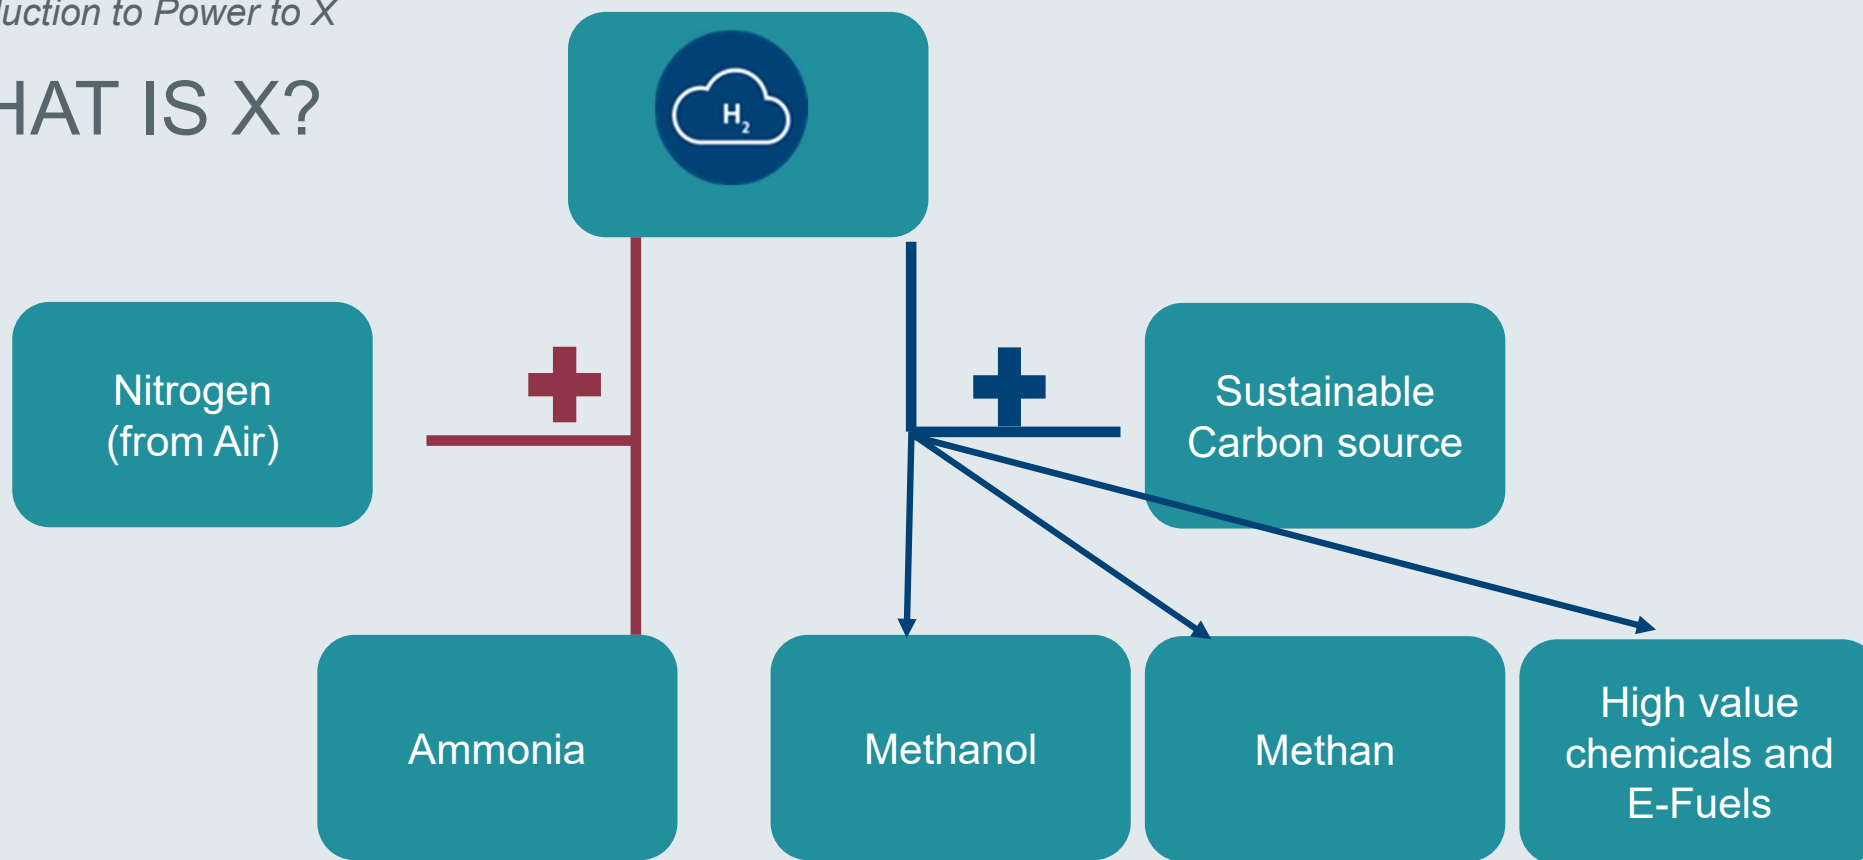 uction to Power to X
HAT IS X?
H₂
Nitrogen
(from Air)
Sustainable
Carbon source
Ammonia
Methanol
Methan
High value
chemicals and
E-Fuels